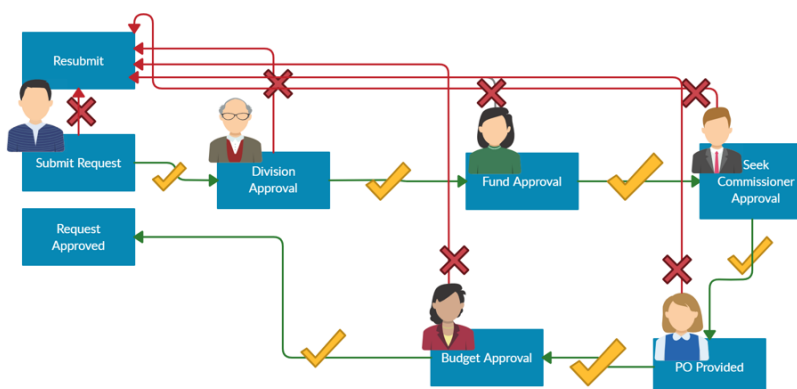 Resubmit
Submit Request
Division
Approval
Fund Approval
Seek
Commissioner
Approval
Request
Approved
Budget Approval
PO Provided